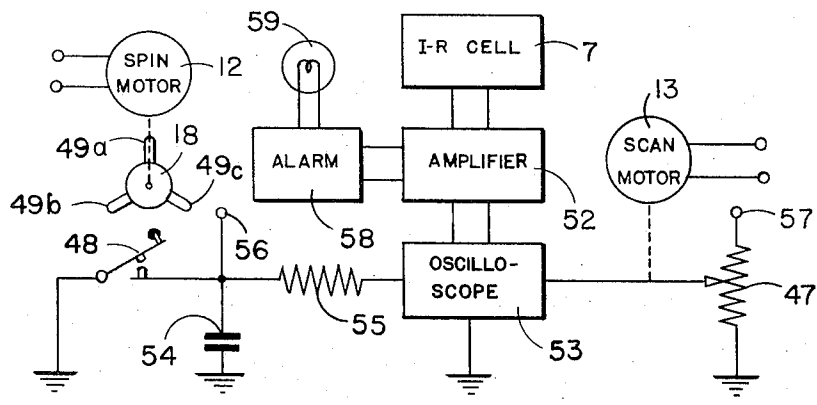 59
I-R CELL
7
SPIN
MOTOR
12
13
49a
18
49c
49b
ALARM
AMPLIFIER
SCAN
MOTOR
58
52
57
48
56
OSCILLO-
SCOPE
47
54
55
53